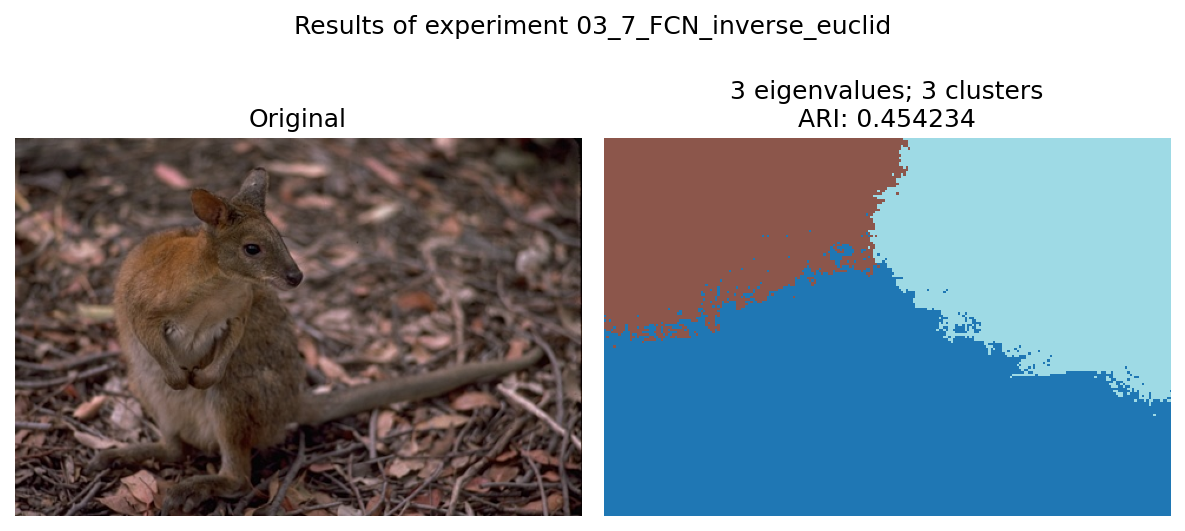 Results of experiment 03_7_FCN_inverse_euclid
Original
3 eigenvalues; 3 clusters
ARI: 0.454234